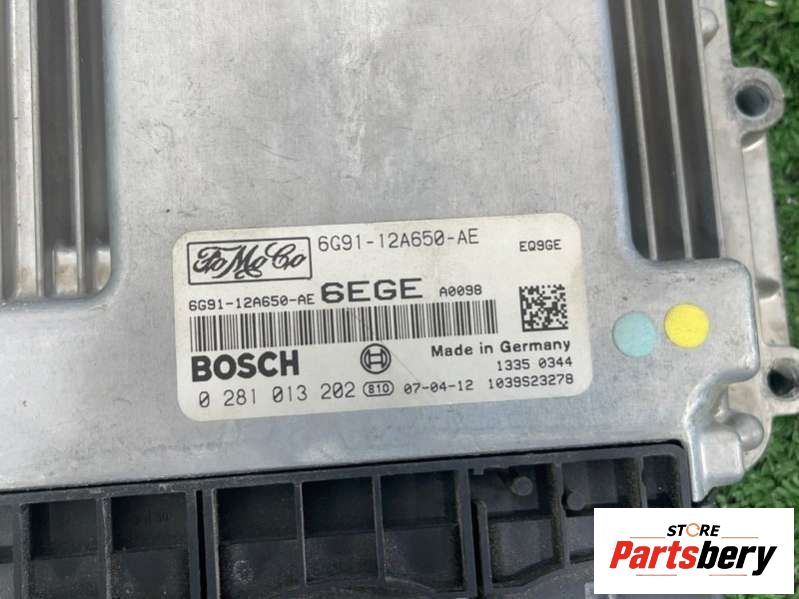 FoMoCo 6G91-12A650-AE EQ9GE
6G91-12A650-AE 6EGE A0098
BOSCH Made in Germany
1335 0344
0 281 013 202 810 07-04-12 1039S23278
STORE
Partsbery